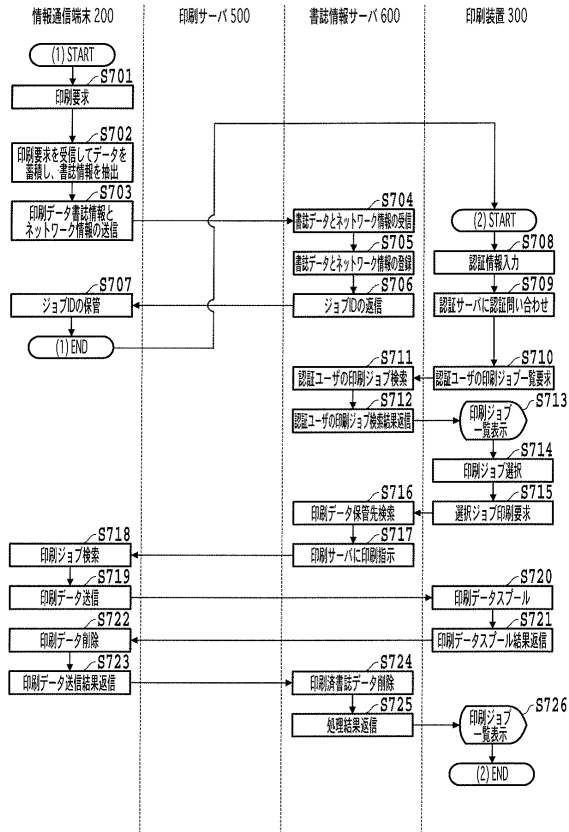 情報通信端末 200
印刷サーバ 500
書誌情報サーバ 600
印刷装置 300
(1) START
S701
印刷要求
S702
印刷要求を受信してデータを
蓄積し、書誌情報を抽出
S703
印刷データ書誌情報と
ネットワーク情報の送信
S704
書誌データとネットワーク情報の受信
S705
書誌データとネットワーク情報の登録
S706
ジョブIDの返信
S707
ジョブIDの保管
(1) END
(2) START
S708
認証情報入力
S709
認証サーバに認証問い合わせ
S710
認証ユーザの印刷ジョブ一覧要求
S711
認証ユーザの印刷ジョブ検索
S712
認証ユーザの印刷ジョブ検索結果返信
S713
印刷ジョブ
一覧表示
S714
印刷ジョブ選択
S715
選択ジョブ印刷要求
S716
印刷データ保管先検索
S717
印刷サーバに印刷指示
S718
印刷ジョブ検索
S719
印刷データ送信
S720
印刷データスプール
S721
印刷データスプール結果返信
S722
印刷データ削除
S723
印刷データ送信結果返信
S724
印刷済書誌データ削除
S725
処理結果返信
S726
印刷ジョブ
一覧表示
(2) END